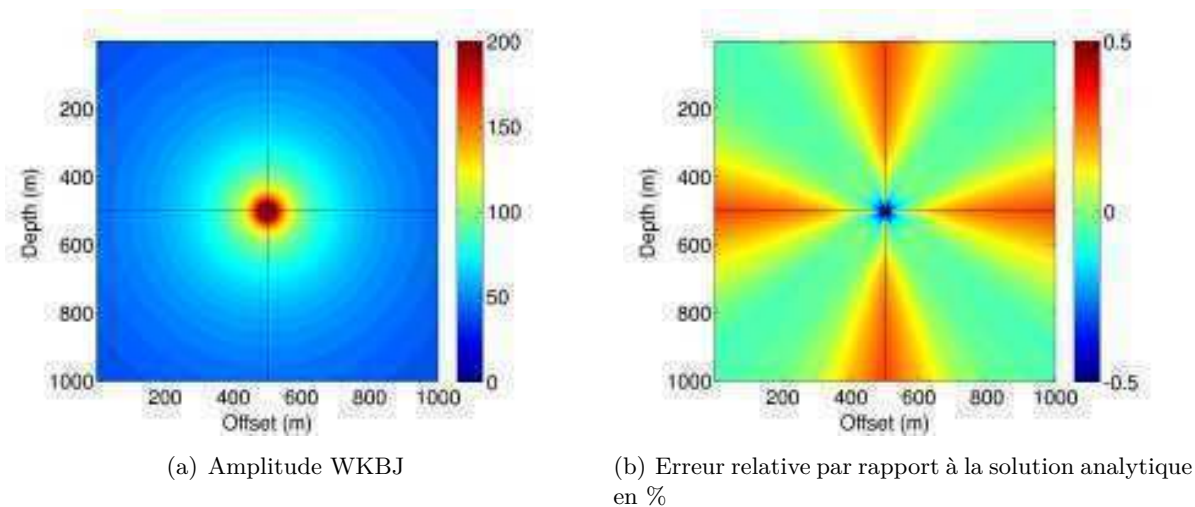 200
150
100
50
0
200
400
600
800
1000
Depth (m)
200 400 600 800 1000
Offset (m)
(a) Amplitude WKBJ
0.5
0
-0.5
200
400
600
800
1000
Depth (m)
200 400 600 800 1000
Offset (m)
(b) Erreur relative par rapport à la solution analytique
en %